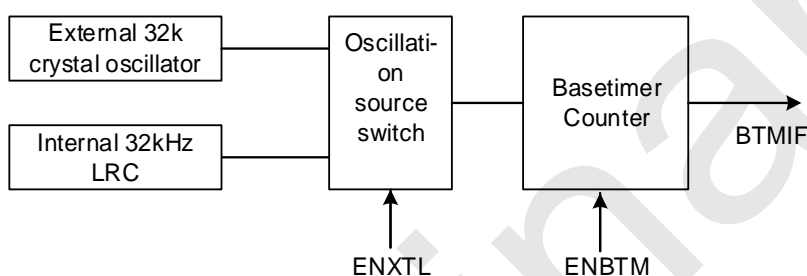 External 32k
crystal oscillator
Internal 32kHz
LRC
Oscillati-
on
source
switch
Basetimer
Counter
BTMIF
ENXTL
ENBTM